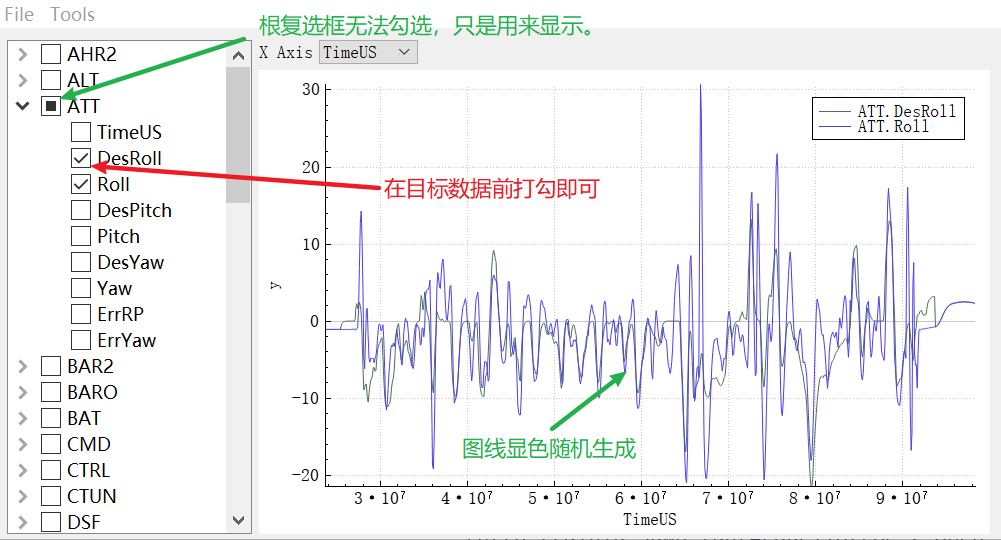 File Tools
根复选框无法勾选，只是用来显示。
X Axis TimeUS
AHR2
ALT
ATT
TimeUS
DesRoll
Roll
DesPitch
Pitch
DesYaw
Yaw
ErrRP
ErrYaw
BAR2
BARO
BAT
CMD
CTRL
CTUN
DSF
在目标数据前打勾即可
ATT.DesRoll
ATT.Roll
30
20
10
0
−10
−20
y
图线显色随机生成
3·10⁷ 4·10⁷ 5·10⁷ 6·10⁷ 7·10⁷ 8·10⁷ 9·10⁷
TimeUS